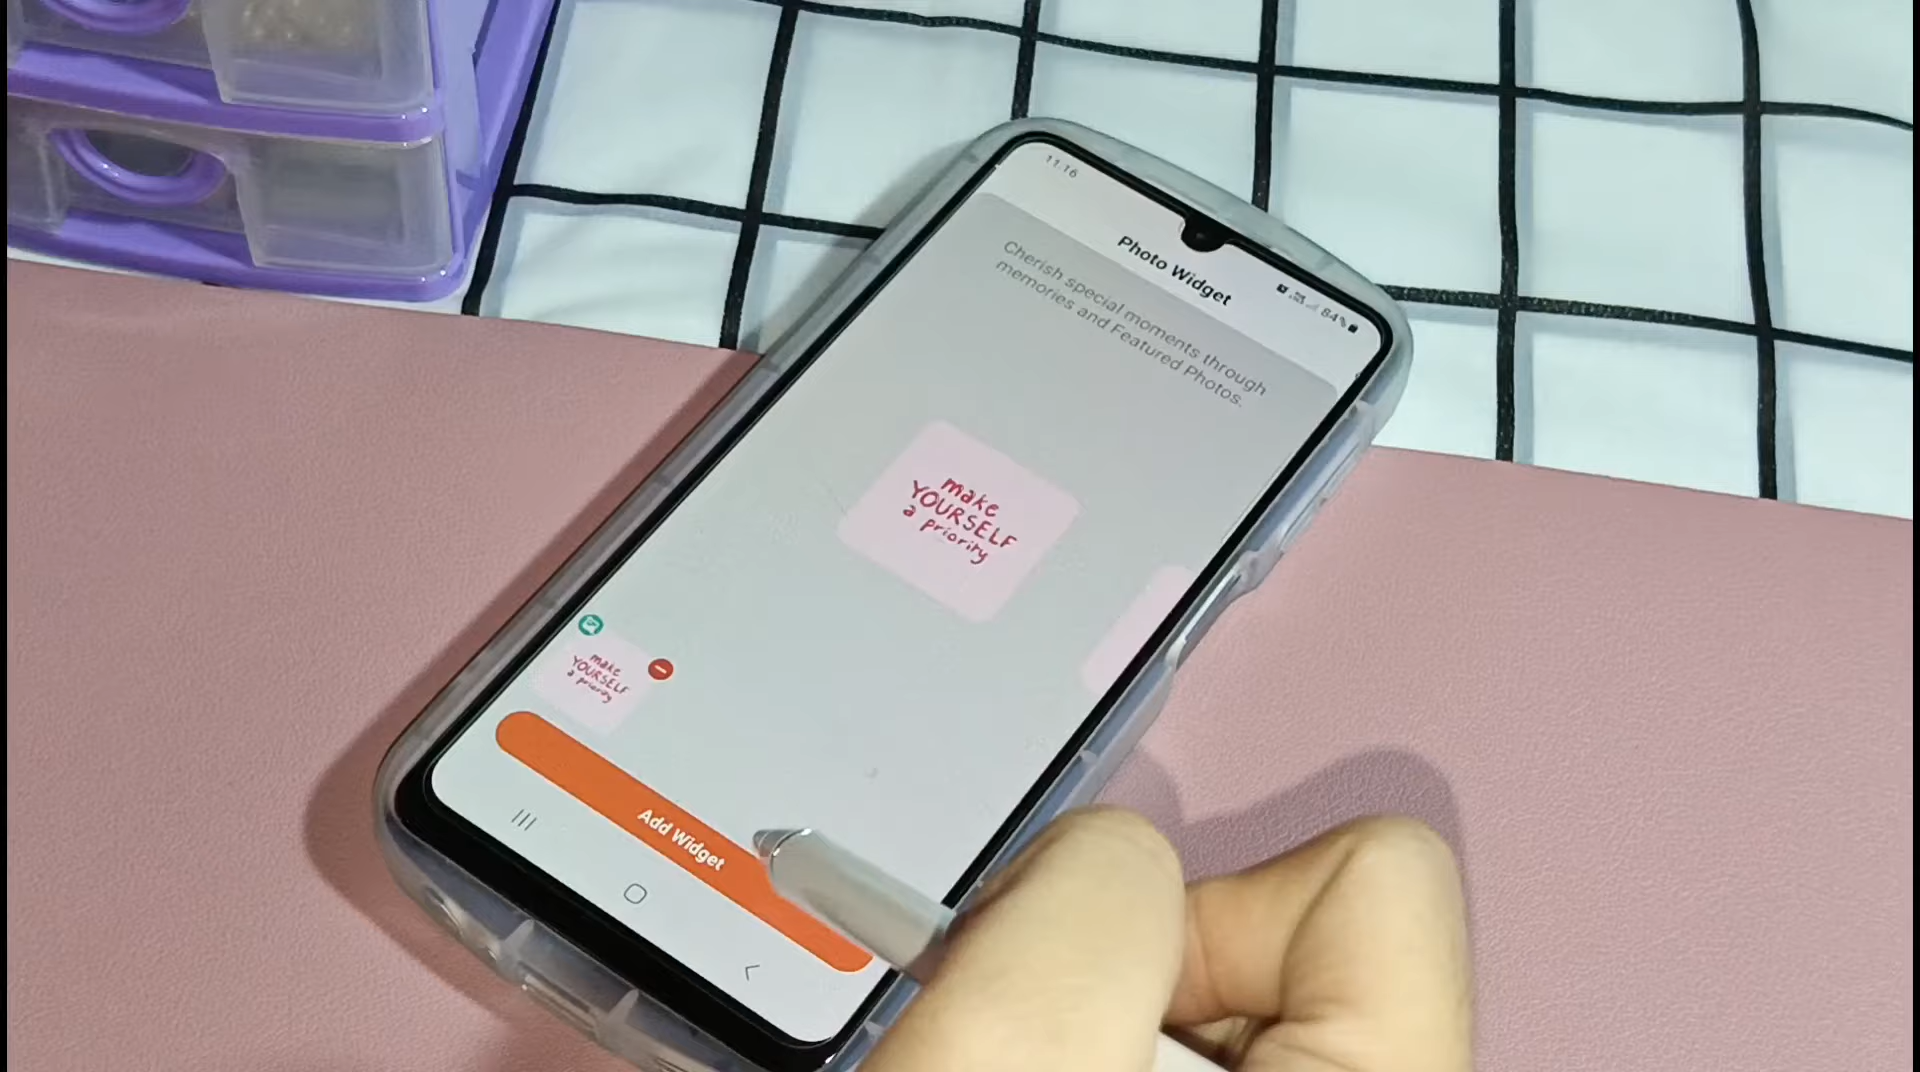 11.16
84%
Photo Widget
Cherish special moments through
memories and Featured Photos.
make
YOURSELF
a priority
make
YOURSELF
a priority
Add Widget